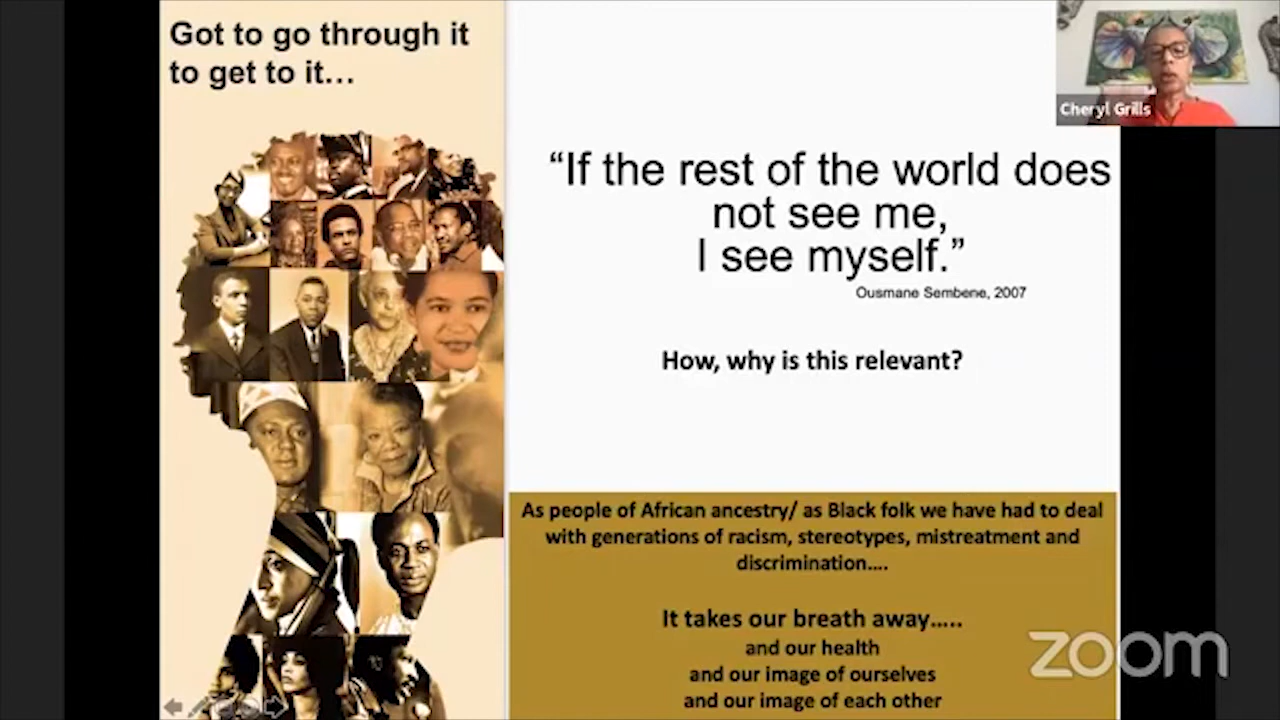 Got to go through it
to get to it...
Cheryl Grills
“If the rest of the world does
not see me,
I see myself.”
Ousmane Sembene, 2007
How, why is this relevant?
As people of African ancestry/ as Black folk we have had to deal
with generations of racism, stereotypes, mistreatment and
discrimination....
It takes our breath away.....
and our health
and our image of ourselves
and our image of each other
zoom